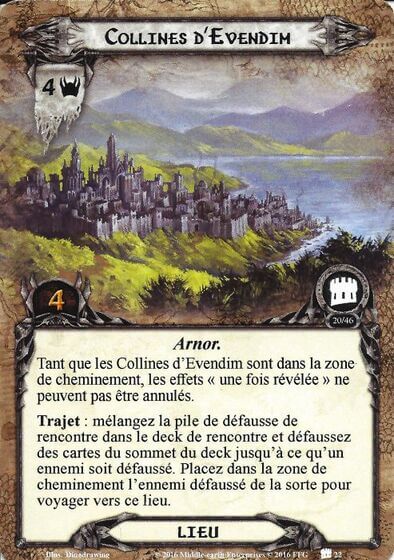 Collines d'Evendim
4
4
20/46
Arnor.
Tant que les Collines d'Evendim sont dans la zone
de cheminement, les effets « une fois révélée » ne
peuvent pas être annulés.
Trajet : mélangez la pile de défausse de
rencontre dans le deck de rencontre et défaussez
des cartes du sommet du deck jusqu'à ce qu'un
ennemi soit défaussé. Placez dans la zone de
cheminement l'ennemi défaussé de la sorte pour
voyager vers ce lieu.
Lieu
Illus. Dinodrawing
© 2016 Middle-earth Enterprises © 2016 FFG
22